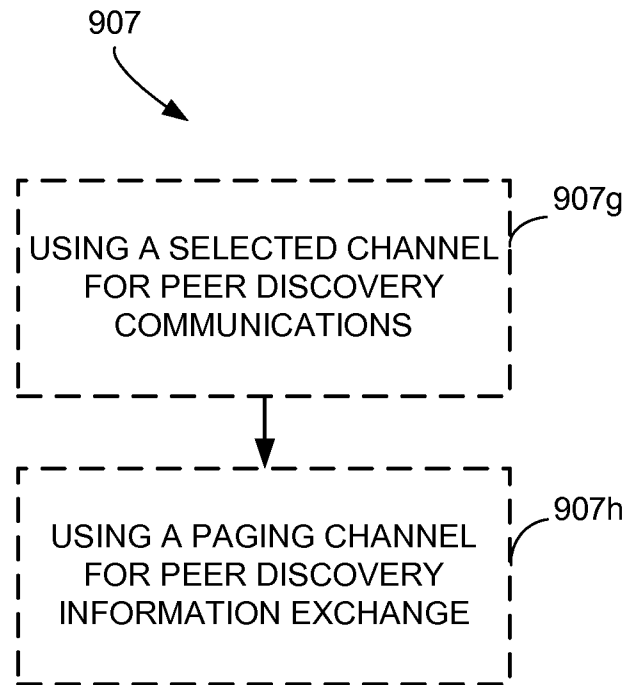 907
907g
USING A SELECTED CHANNEL
FOR PEER DISCOVERY
COMMUNICATIONS
907h
USING A PAGING CHANNEL
FOR PEER DISCOVERY
INFORMATION EXCHANGE